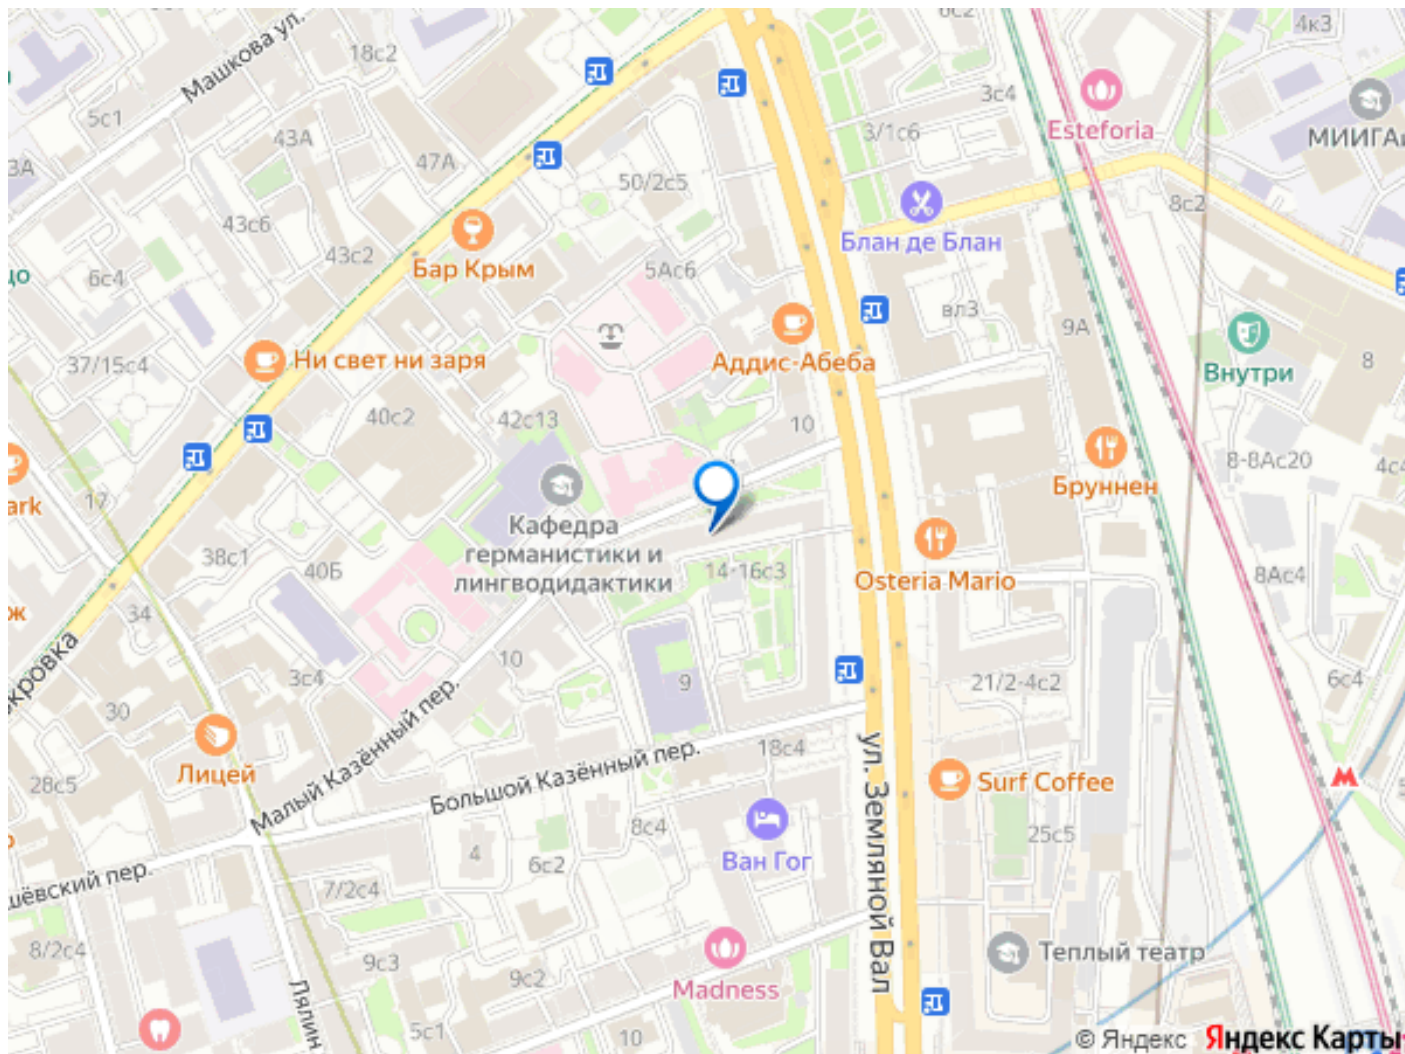 6с2
4к3
Машкова ул.
18с2
5с1
3с4
Esteforia
МИИГАи
43А
47А
3/1с6
3А
50/2с5
8с2
43с6
Блан де Блан
43с2
Бар Крым
5Ас6
6с4
вл3
9А
Внутри
8
37/15с4
Ни свет ни заря
Аддис-Абеба
40с2
42с13
10
8-8Ас20
4с4
Бруннен
ark
17
Кафедра
германистики и
лингводидактики
38с1
40Б
14-16с3
Osteria Mario
8Ас4
ж
34
10
3с4
9
21/2-4с2
6с4
30
Малый Казённый пер.
Лицей
18с4
ул. Земляной Вал
28с5
Большой Казённый пер.
Surf Coffee
8с4
25с5
4
6с2
Ван Гог
шёвский пер.
7/2с4
8/2с4
9с3
9с2
Теплый театр
Madness
Лялин
5с1
10
© Яндекс Яндекс Карты